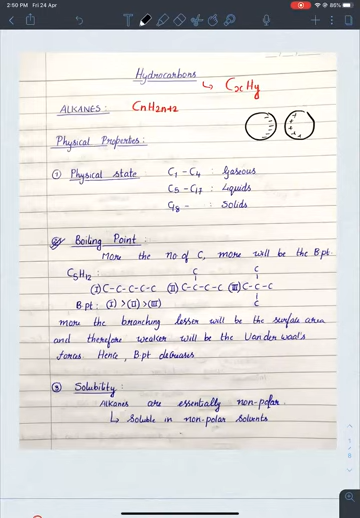 2:50 PM Fri 24 Apr
86%
Hydrocarbons
↳ CxHy
ALKANES: CnH2n+2
Physical Properties:
① Physical state C1 - C4 : Gaseous
C5 - C17 : Liquids
C18 - : Solids
② Boiling Point:
More the no of C, more will be the B.pt.
C5H12: C C
(I) C-C-C-C-C (II) C-C-C-C (III) C-C-C
B.pt: (I) > (II) > (III) C
more the branching lesser will be the surface area
and therefore weaker will be the Van der waal's
forces. Hence, B.pt decreases
③ Solubility:
Alkanes are essentially non-polar.
↳ Soluble in non-polar solvents
1
8